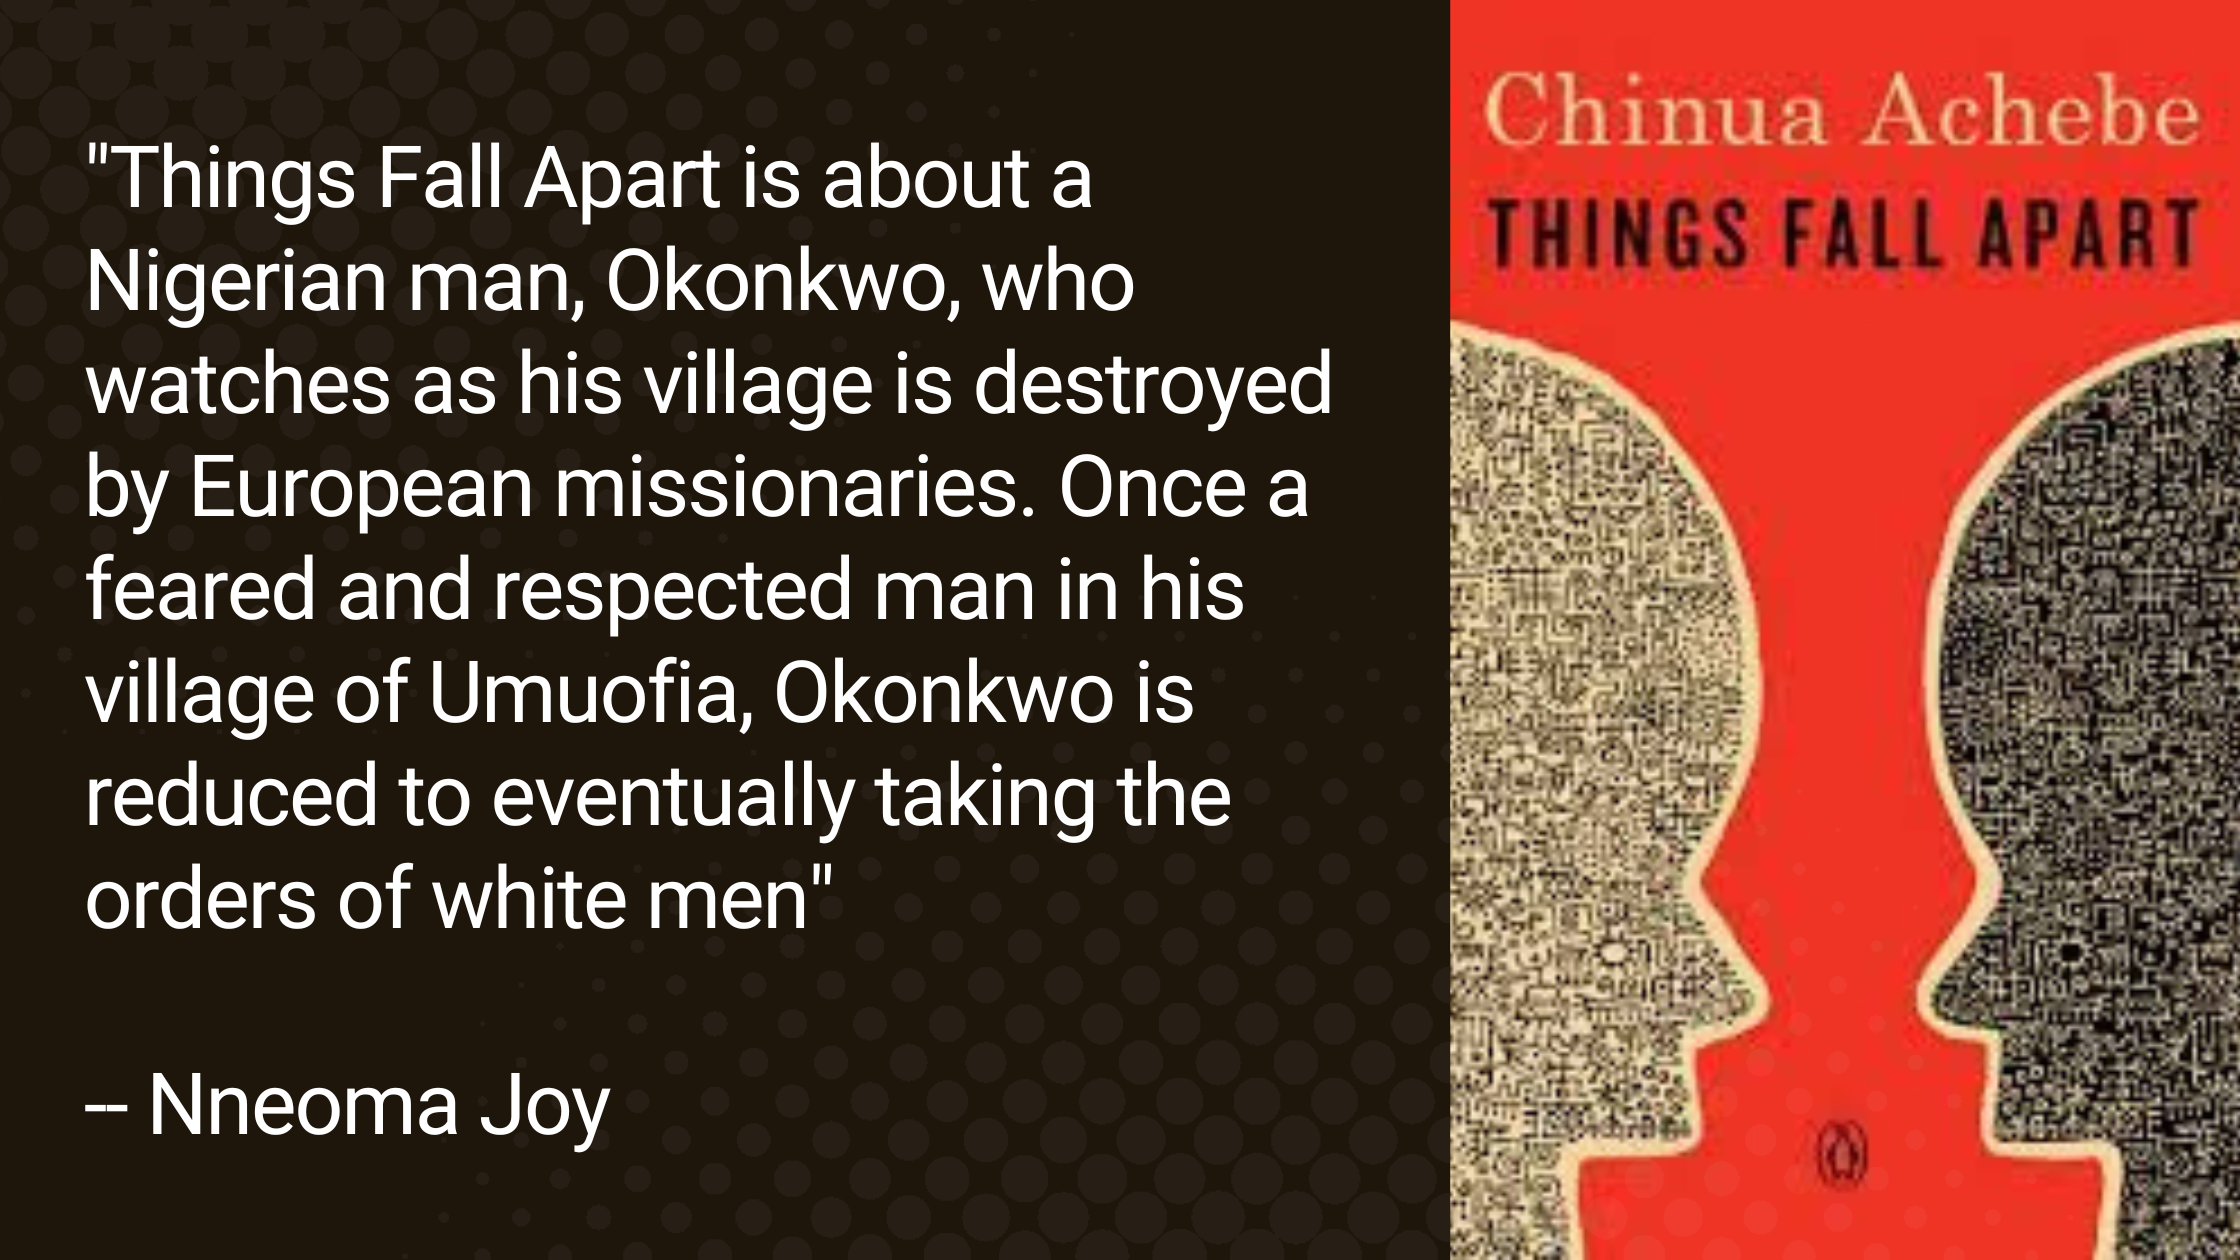 "Things Fall Apart is about a
Nigerian man, Okonkwo, who
watches as his village is destroyed
by European missionaries. Once a
feared and respected man in his
village of Umuofia, Okonkwo is
reduced to eventually taking the
orders of white men"
-- Nneoma Joy
Chinua Achebe
THINGS FALL APART